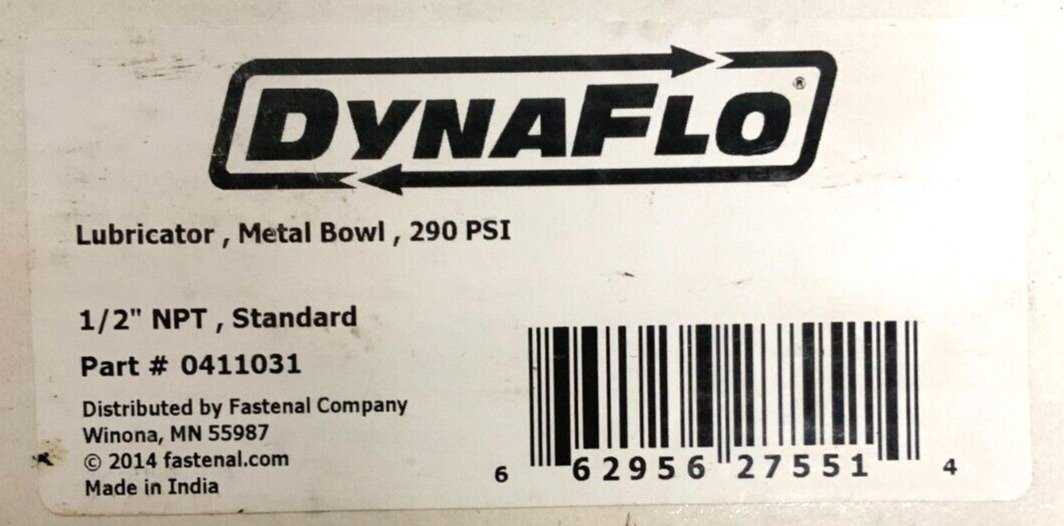 DYNAFLO®
Lubricator , Metal Bowl , 290 PSI
1/2" NPT , Standard
Part # 0411031
Distributed by Fastenal Company
Winona, MN 55987
© 2014 fastenal.com
Made in India
6 62956 27551 4